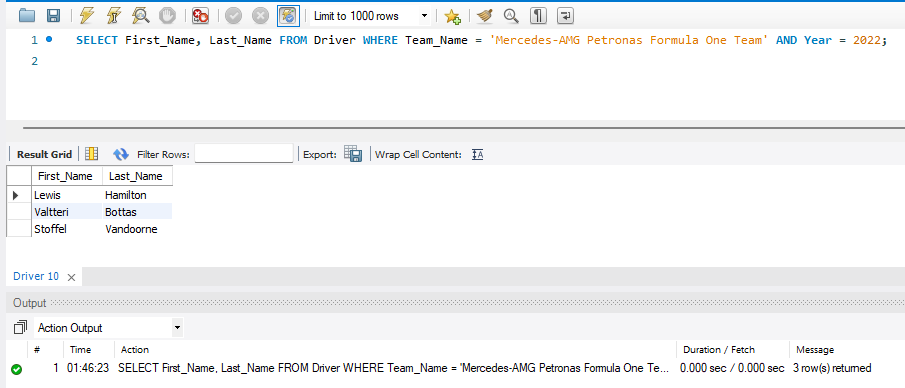 Limit to 1000 rows
1 SELECT First_Name, Last_Name FROM Driver WHERE Team_Name = 'Mercedes-AMG Petronas Formula One Team' AND Year = 2022;
2
Result Grid Filter Rows: Export: Wrap Cell Content: IA
First_Name Last_Name
Lewis Hamilton
Valtteri Bottas
Stoffel Vandoorne
Driver 10
Output
Action Output
# Time Action Duration / Fetch Message
1 01:46:23 SELECT First_Name, Last_Name FROM Driver WHERE Team_Name = 'Mercedes-AMG Petronas Formula One Te... 0.000 sec / 0.000 sec 3 row(s) returned